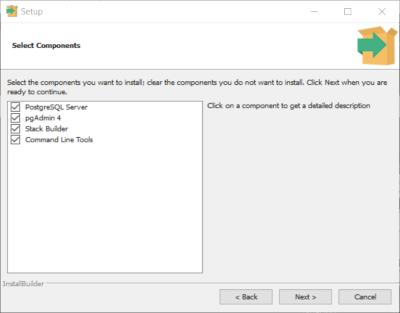 Setup
Select Components
Select the components you want to install; clear the components you do not want to install. Click Next when you are
ready to continue.
PostgreSQL Server
pgAdmin 4
Stack Builder
Command Line Tools
Click on a component to get a detailed description
InstallBuilder
< Back
Next >
Cancel